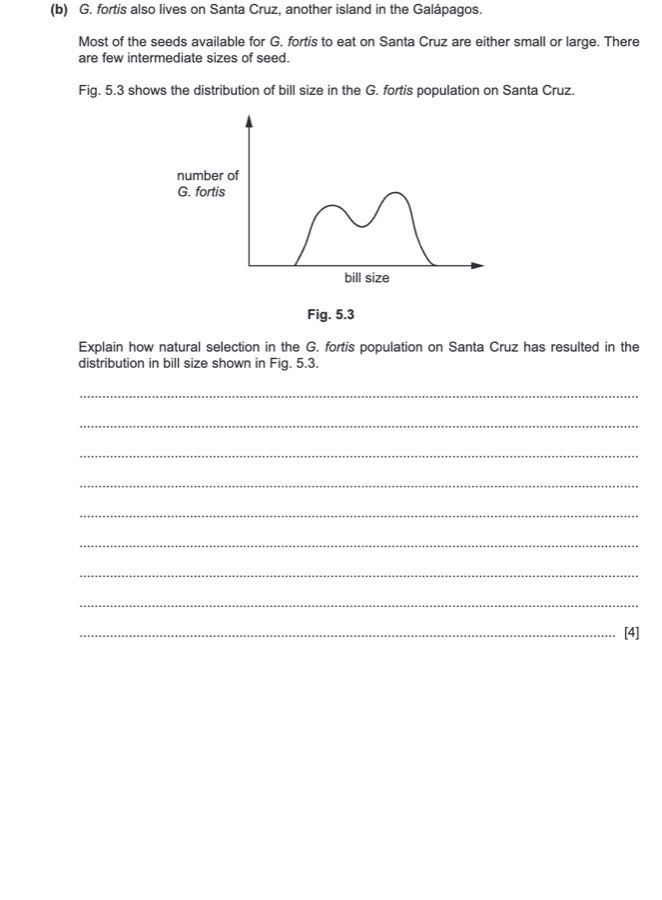 (b) G. fortis also lives on Santa Cruz, another island in the Galápagos.
Most of the seeds available for G. fortis to eat on Santa Cruz are either small or large. There
are few intermediate sizes of seed.
Fig. 5.3 shows the distribution of bill size in the G. fortis population on Santa Cruz.
number of
G. fortis
bill size
Fig. 5.3
Explain how natural selection in the G. fortis population on Santa Cruz has resulted in the
distribution in bill size shown in Fig. 5.3.
[4]